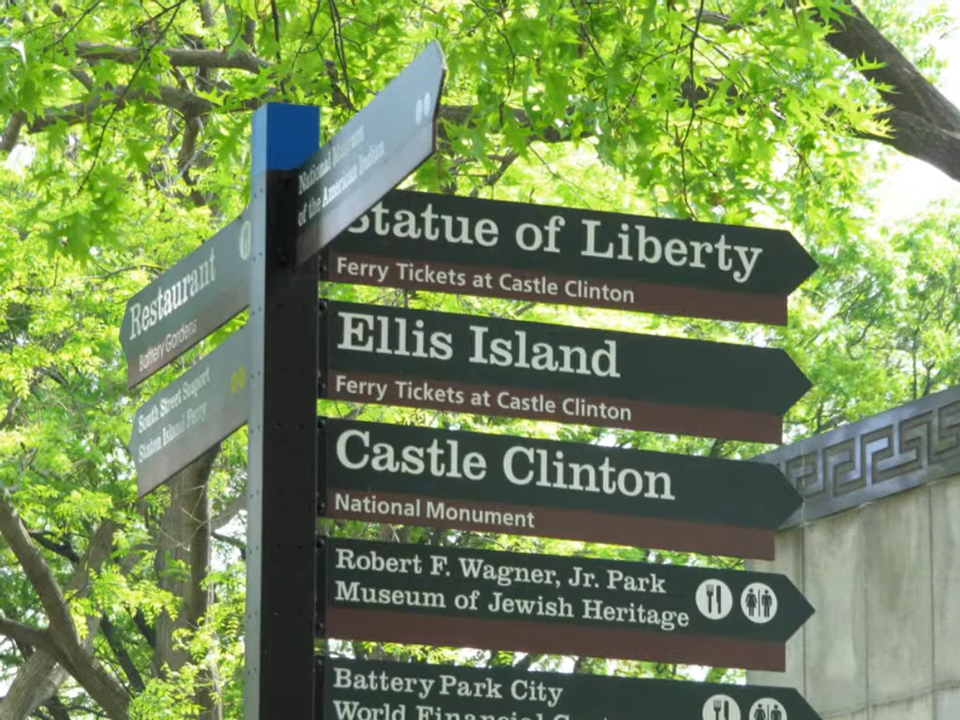 National Museum
of the American Indian
Statue of Liberty
Ferry Tickets at Castle Clinton
Restaurant
Battery Gardens
Ellis Island
Ferry Tickets at Castle Clinton
South Street Seaport
Staten Island Ferry
Castle Clinton
National Monument
Robert F. Wagner, Jr. Park
Museum of Jewish Heritage
Battery Park City
World Financial